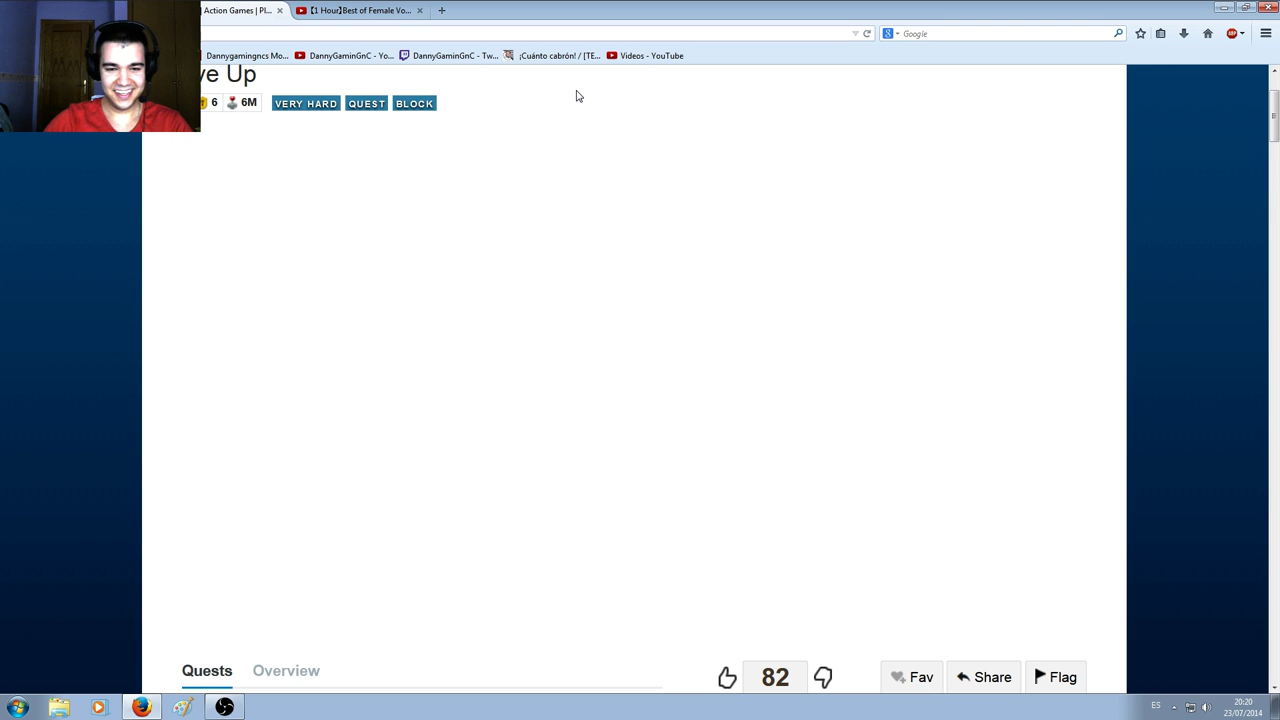 Action Games | Pl...
【1 Hour】Best of Female Vo...
Google
Dannygamingncs Mo...
DannyGaminGnC - Yo...
DannyGaminGnC - Tw...
¡Cuánto cabrón! / [TE...
Videos - YouTube
ve Up
6
6M
VERY HARD
QUEST
BLOCK
Quests
Overview
82
Fav
Share
Flag
ES
20:20
23/07/2014